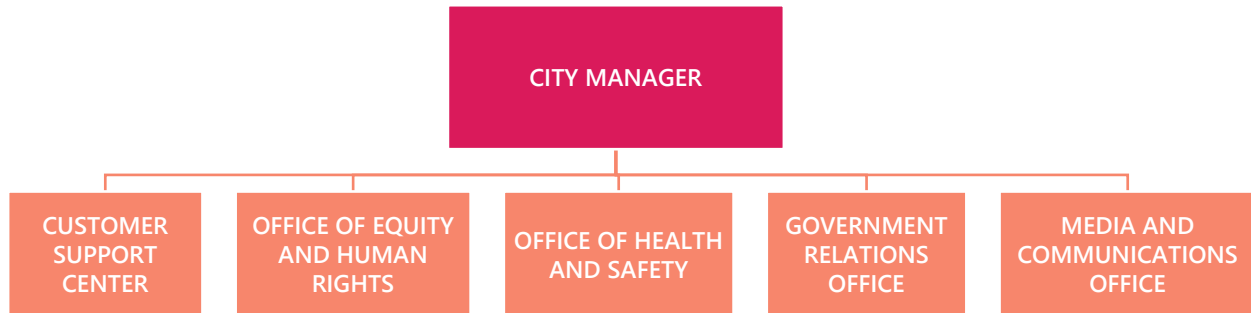 CITY MANAGER
CUSTOMER
SUPPORT
CENTER
OFFICE OF EQUITY
AND HUMAN
RIGHTS
OFFICE OF HEALTH
AND SAFETY
GOVERNMENT
RELATIONS
OFFICE
MEDIA AND
COMMUNICATIONS
OFFICE